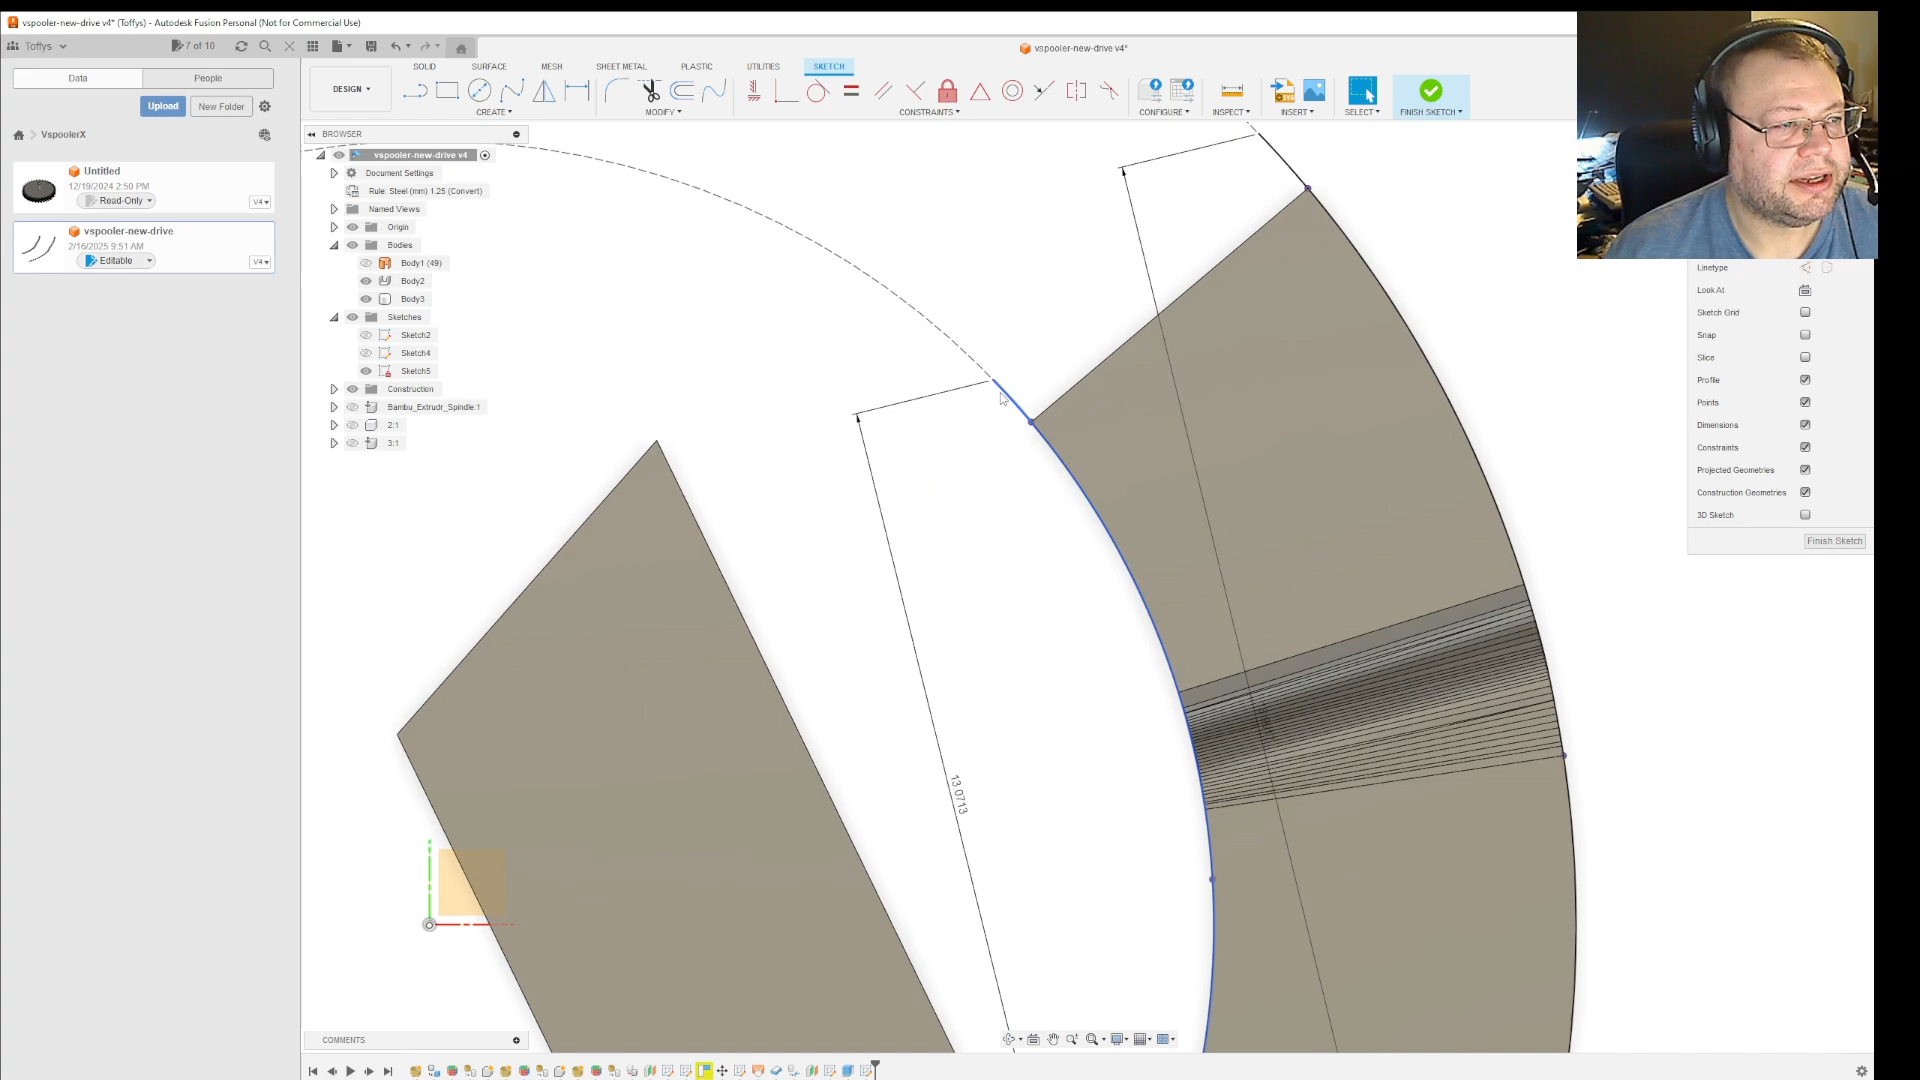 vspooler-new-drive v4* (Toffys) - Autodesk Fusion Personal (Not for Commercial Use)
Toffys
7 of 10
vspooler-new-drive v4*
Data
People
Upload
New Folder
VspoolerX
Untitled
12/19/2024 2:50 PM
Read-Only
V4
vspooler-new-drive
2/16/2025 9:51 AM
Editable
V4
DESIGN
SOLID
SURFACE
MESH
SHEET METAL
PLASTIC
UTILITIES
SKETCH
CREATE
MODIFY
CONSTRAINTS
CONFIGURE
INSPECT
INSERT
SELECT
FINISH SKETCH
BROWSER
vspooler-new-drive v4
Document Settings
Rule: Steel (mm) 1.25 (Convert)
Named Views
Origin
Bodies
Body1 (49)
Body2
Body3
Sketches
Sketch2
Sketch4
Sketch5
Construction
Bambu_Extrudr_Spindle:1
2:1
3:1
13.0713
Linetype
Look At
Sketch Grid
Snap
Slice
Profile
Points
Dimensions
Constraints
Projected Geometries
Construction Geometries
3D Sketch
Finish Sketch
COMMENTS